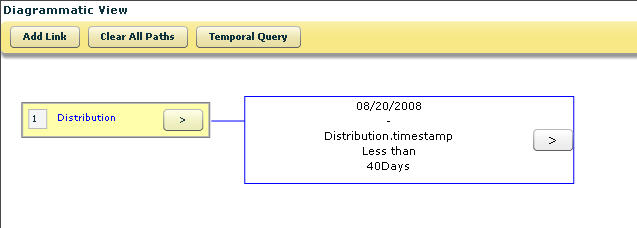 Diagrammatic View
Add Link Clear All Paths Temporal Query
1 Distribution >
08/20/2008
-
Distribution.timestamp
Less than
40Days
>